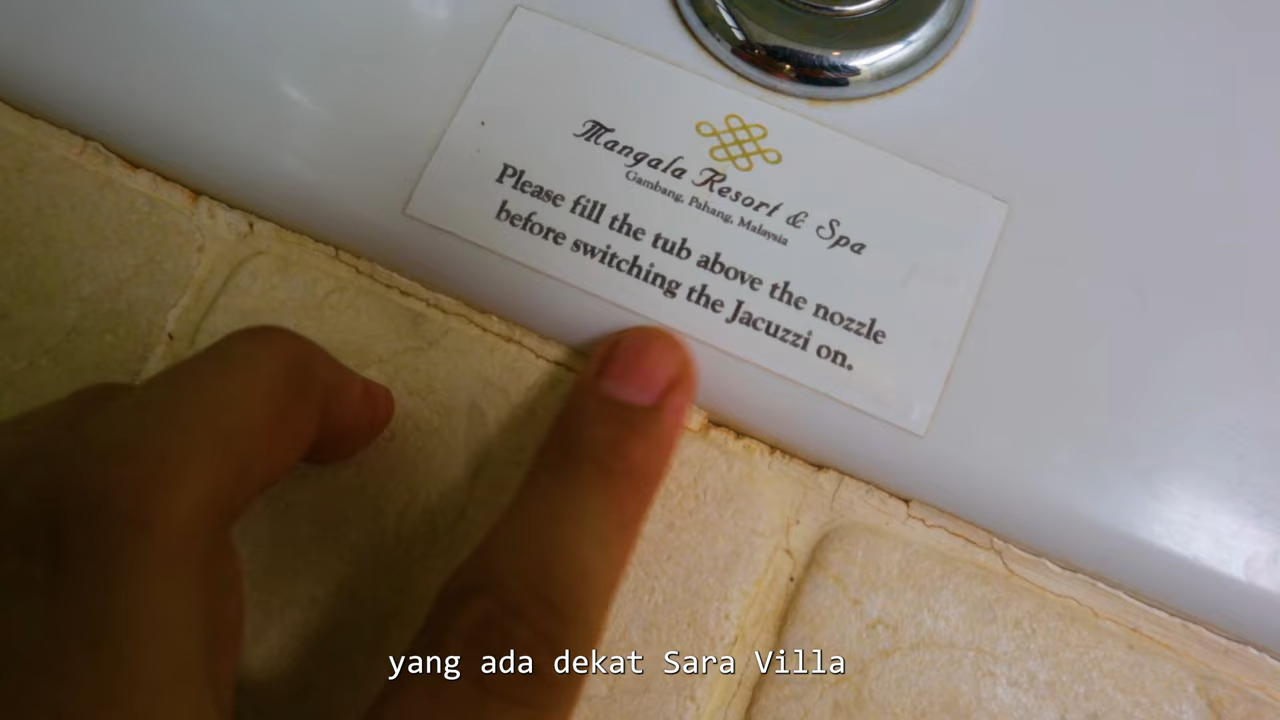 Mangala Resort & Spa
Gambang, Pahang, Malaysia
Please fill the tub above the nozzle
before switching the Jacuzzi on.
yang ada dekat Sara Villa